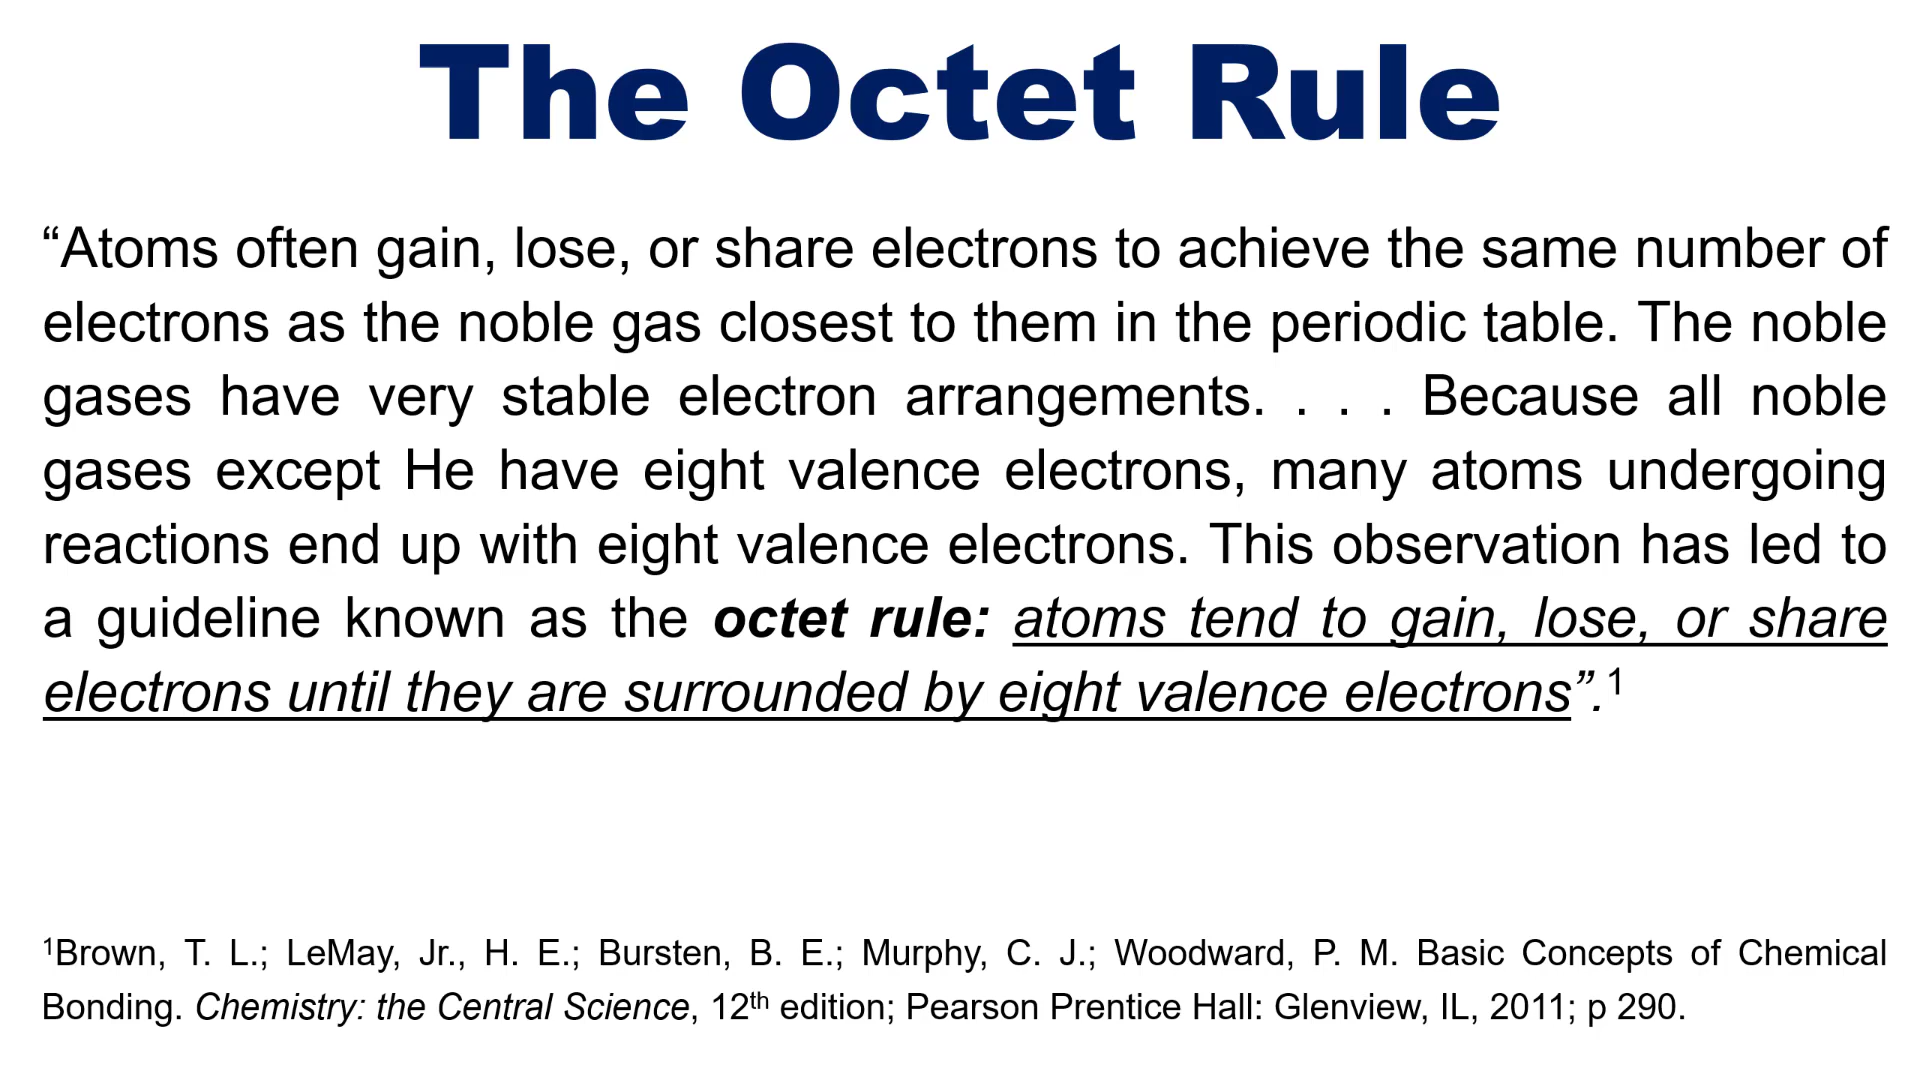 The Octet Rule
“Atoms often gain, lose, or share electrons to achieve the same number of
electrons as the noble gas closest to them in the periodic table. The noble
gases have very stable electron arrangements. . . . Because all noble
gases except He have eight valence electrons, many atoms undergoing
reactions end up with eight valence electrons. This observation has led to
a guideline known as the octet rule: atoms tend to gain, lose, or share
electrons until they are surrounded by eight valence electrons”.¹
¹Brown, T. L.; LeMay, Jr., H. E.; Bursten, B. E.; Murphy, C. J.; Woodward, P. M. Basic Concepts of Chemical
Bonding. Chemistry: the Central Science, 12th edition; Pearson Prentice Hall: Glenview, IL, 2011; p 290.